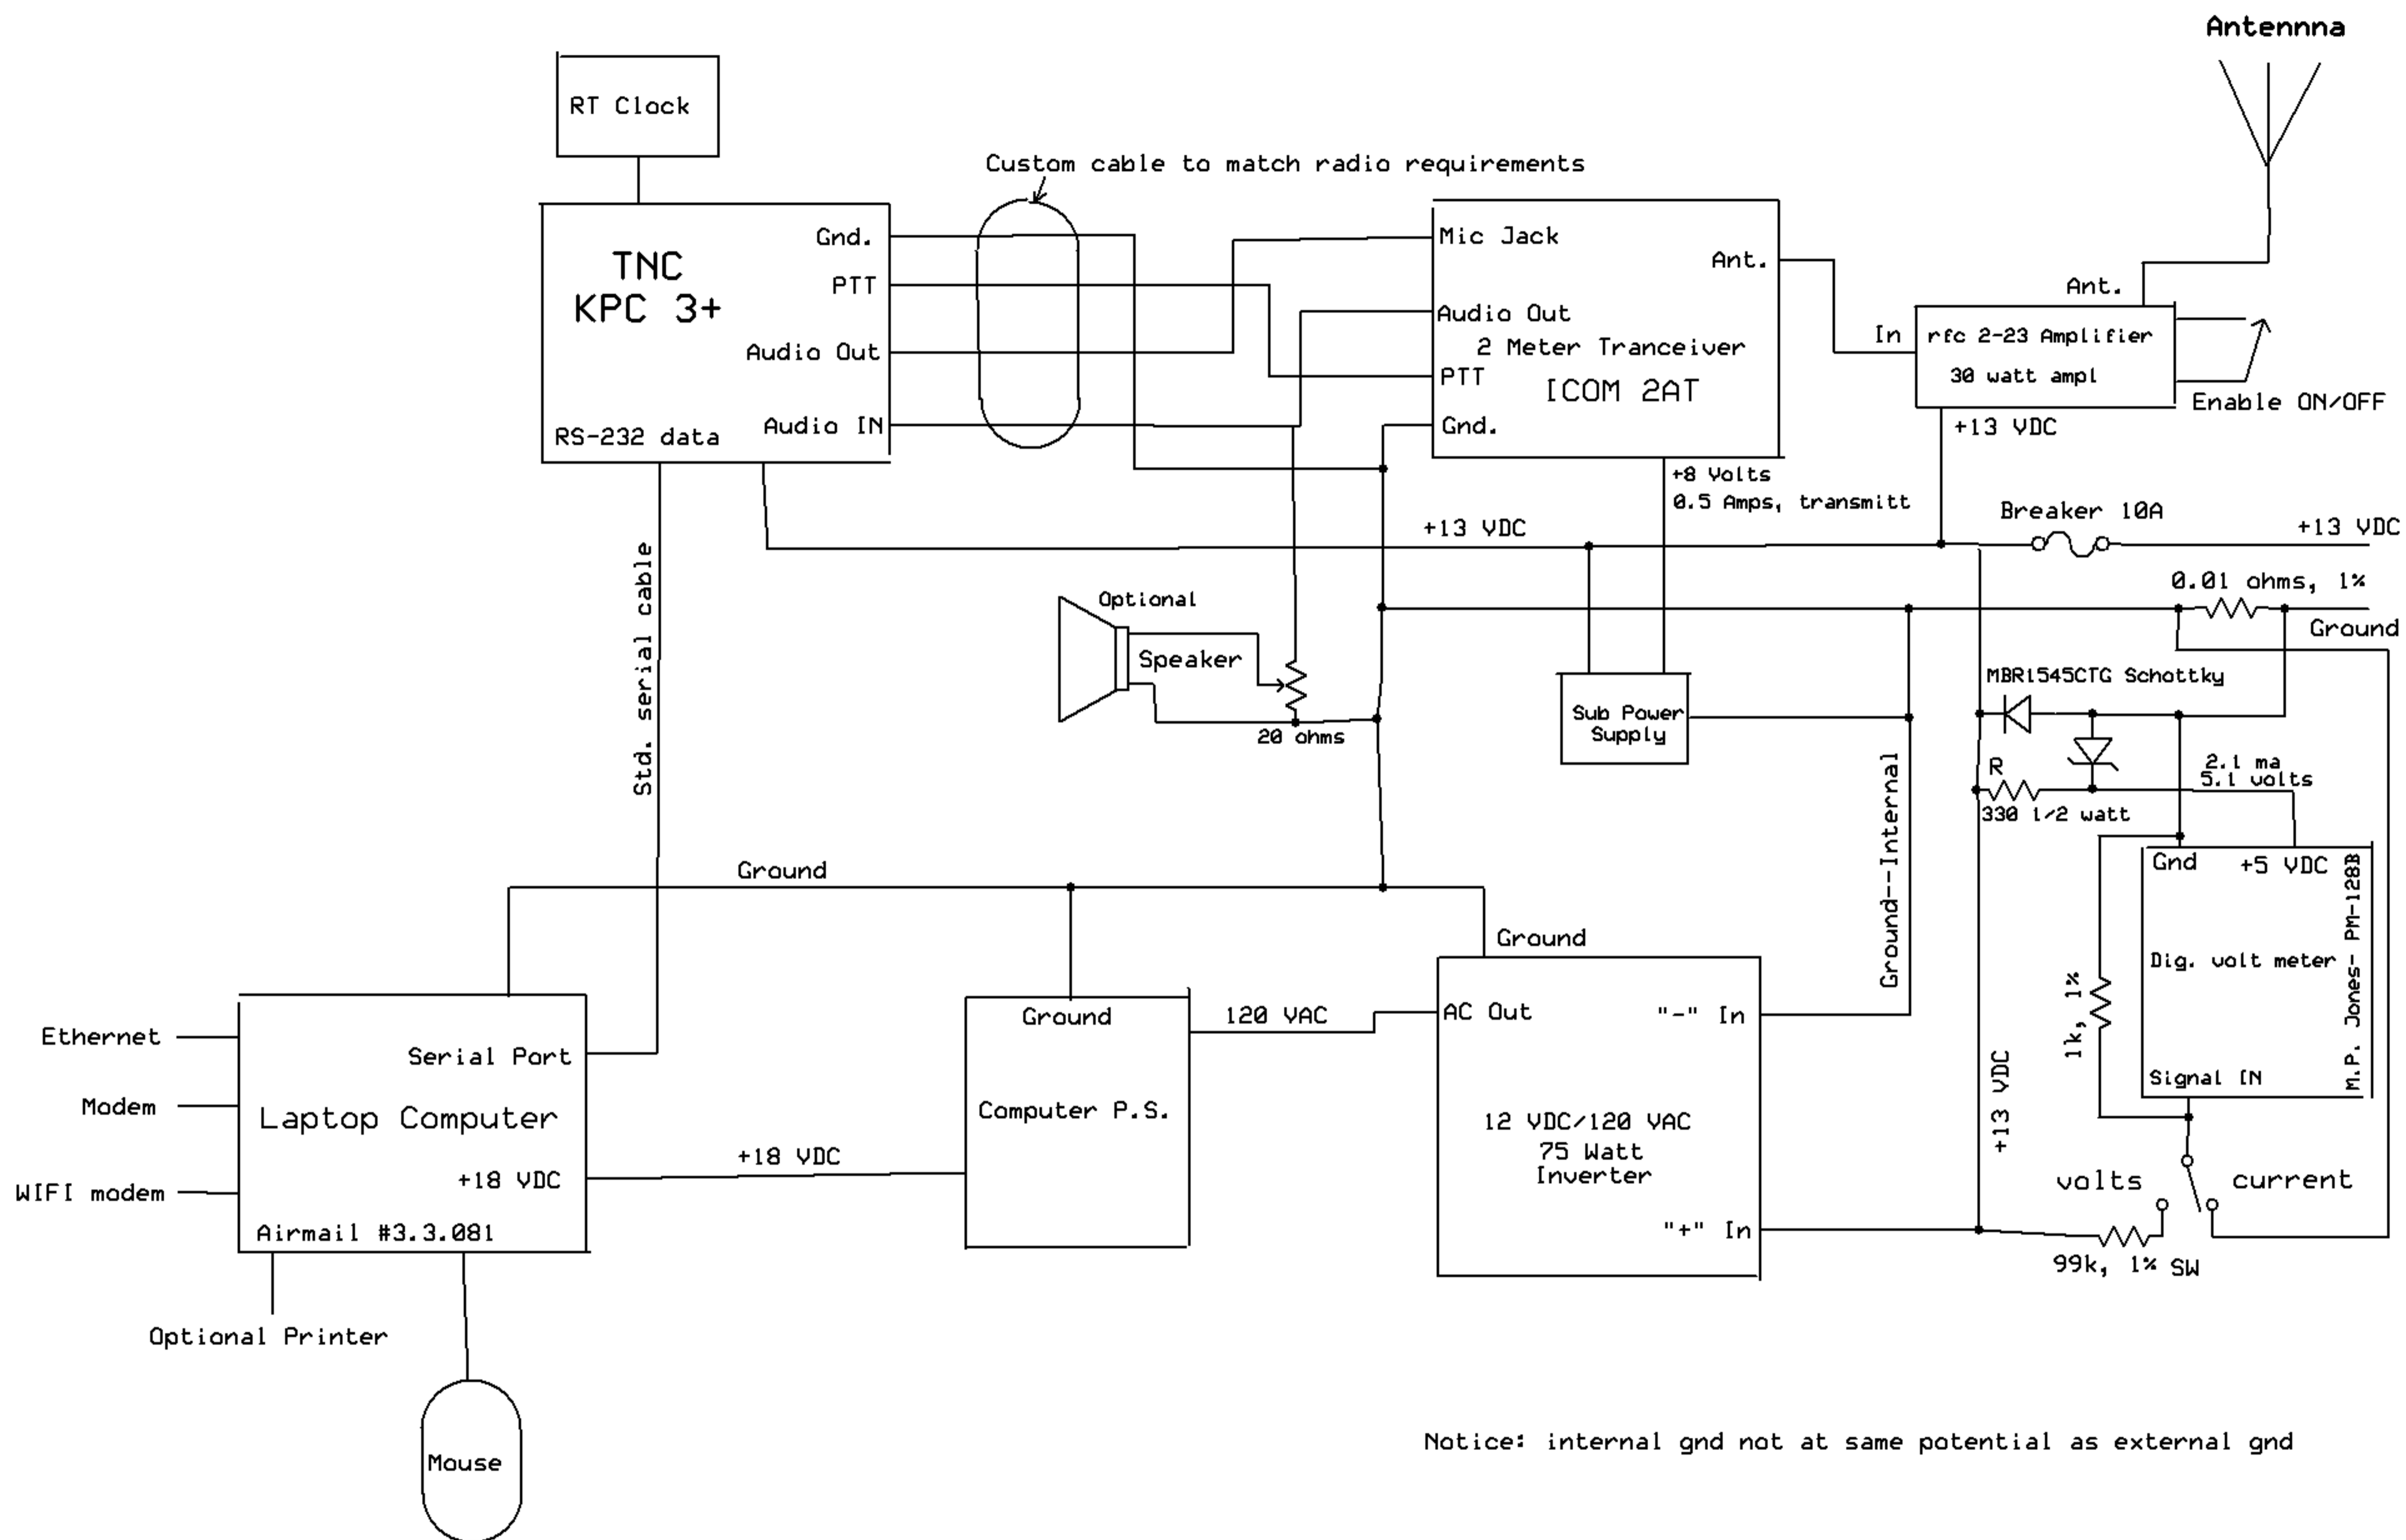 Antennna
RT Clock
Custom cable to match radio requirements
Gnd.
TNC
KPC 3+
PTT
Audio Out
Audio IN
RS-232 data
Mic Jack
Ant.
Audio Out
2 Meter Tranceiver
PTT
ICOM 2AT
Gnd.
Ant.
In
rfc 2-23 Amplifier
30 watt ampl
Enable ON/OFF
+13 VDC
+8 Volts
0.5 Amps, transmitt
Breaker 10A
+13 VDC
+13 VDC
0.01 ohms, 1%
Ground
Std. serial cable
Optional
Speaker
20 ohms
Sub Power
Supply
MBR1545CTG Schottky
R
330 1/2 watt
2.1 ma
5.1 volts
Ground--Internal
Gnd
+5 VDC
Dig. volt meter
M.P. Jones- PM-128B
Signal IN
1k, 1%
+13 VDC
volts
current
99k, 1%
SW
Ground
Ground
Ground
120 VAC
AC Out
"-" In
Computer P.S.
12 VDC/120 VAC
75 Watt
Inverter
"+" In
Ethernet
Serial Port
Modem
Laptop Computer
+18 VDC
+18 VDC
WIFI modem
Airmail #3.3.081
Optional Printer
Mouse
Notice: internal gnd not at same potential as external gnd